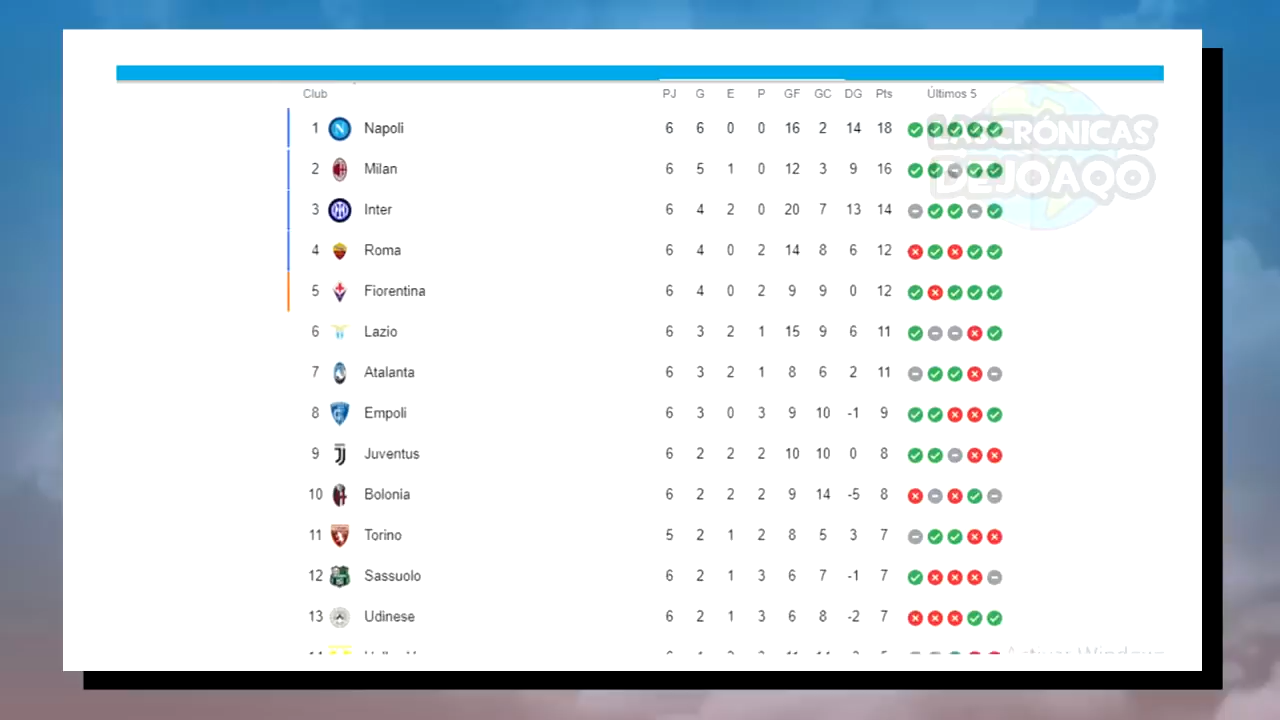 Club PJ G E P GF GC DG Pts Últimos 5
1 Napoli 6 6 0 0 16 2 14 18
2 Milan 6 5 1 0 12 3 9 16
3 Inter 6 4 2 0 20 7 13 14
4 Roma 6 4 0 2 14 8 6 12
5 Fiorentina 6 4 0 2 9 9 0 12
6 Lazio 6 3 2 1 15 9 6 11
7 Atalanta 6 3 2 1 8 6 2 11
8 Empoli 6 3 0 3 9 10 -1 9
9 Juventus 6 2 2 2 10 10 0 8
10 Bolonia 6 2 2 2 9 14 -5 8
11 Torino 5 2 1 2 8 5 3 7
12 Sassuolo 6 2 1 3 6 7 -1 7
13 Udinese 6 2 1 3 6 8 -2 7
LAS CRÓNICAS
DE JOAQO